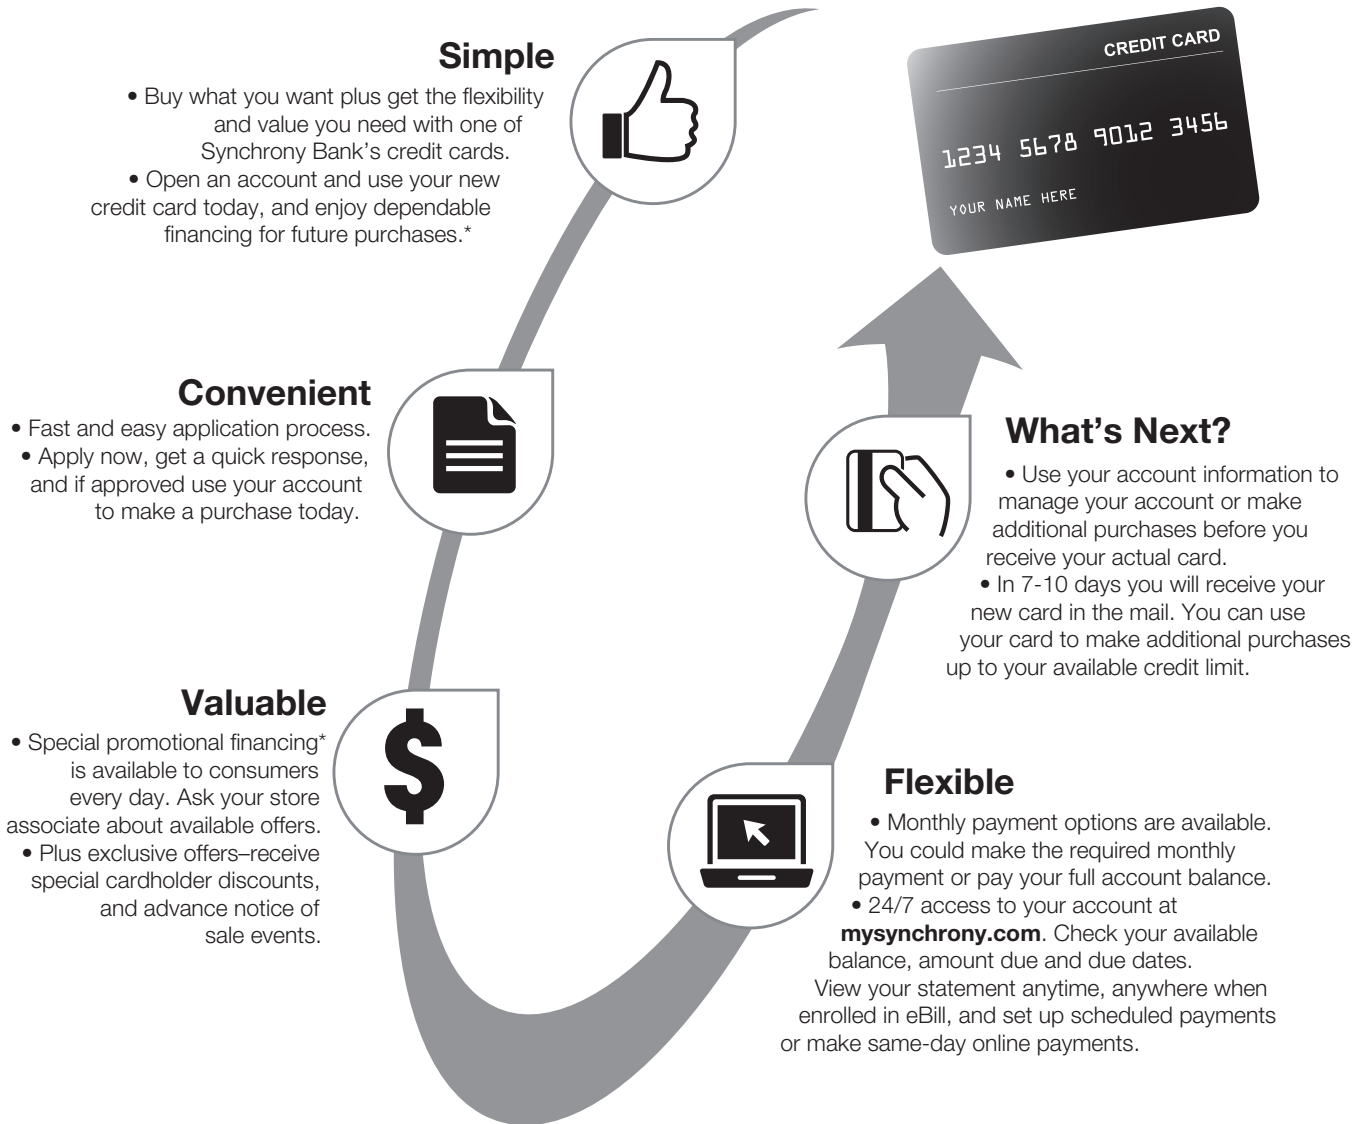 Simple
• Buy what you want plus get the flexibility
and value you need with one of
Synchrony Bank's credit cards.
• Open an account and use your new
credit card today, and enjoy dependable
financing for future purchases.*
CREDIT CARD
1234 5678 9012 3456
YOUR NAME HERE
Convenient
• Fast and easy application process.
• Apply now, get a quick response,
and if approved use your account
to make a purchase today.
Valuable
• Special promotional financing*
is available to consumers
every day. Ask your store
associate about available offers.
• Plus exclusive offers–receive
special cardholder discounts,
and advance notice of
sale events.
$
Flexible
• Monthly payment options are available.
You could make the required monthly
payment or pay your full account balance.
• 24/7 access to your account at
mysynchrony.com. Check your available
balance, amount due and due dates.
View your statement anytime, anywhere when
enrolled in eBill, and set up scheduled payments
or make same-day online payments.
What's Next?
• Use your account information to
manage your account or make
additional purchases before you
receive your actual card.
• In 7-10 days you will receive your
new card in the mail. You can use
your card to make additional purchases
up to your available credit limit.